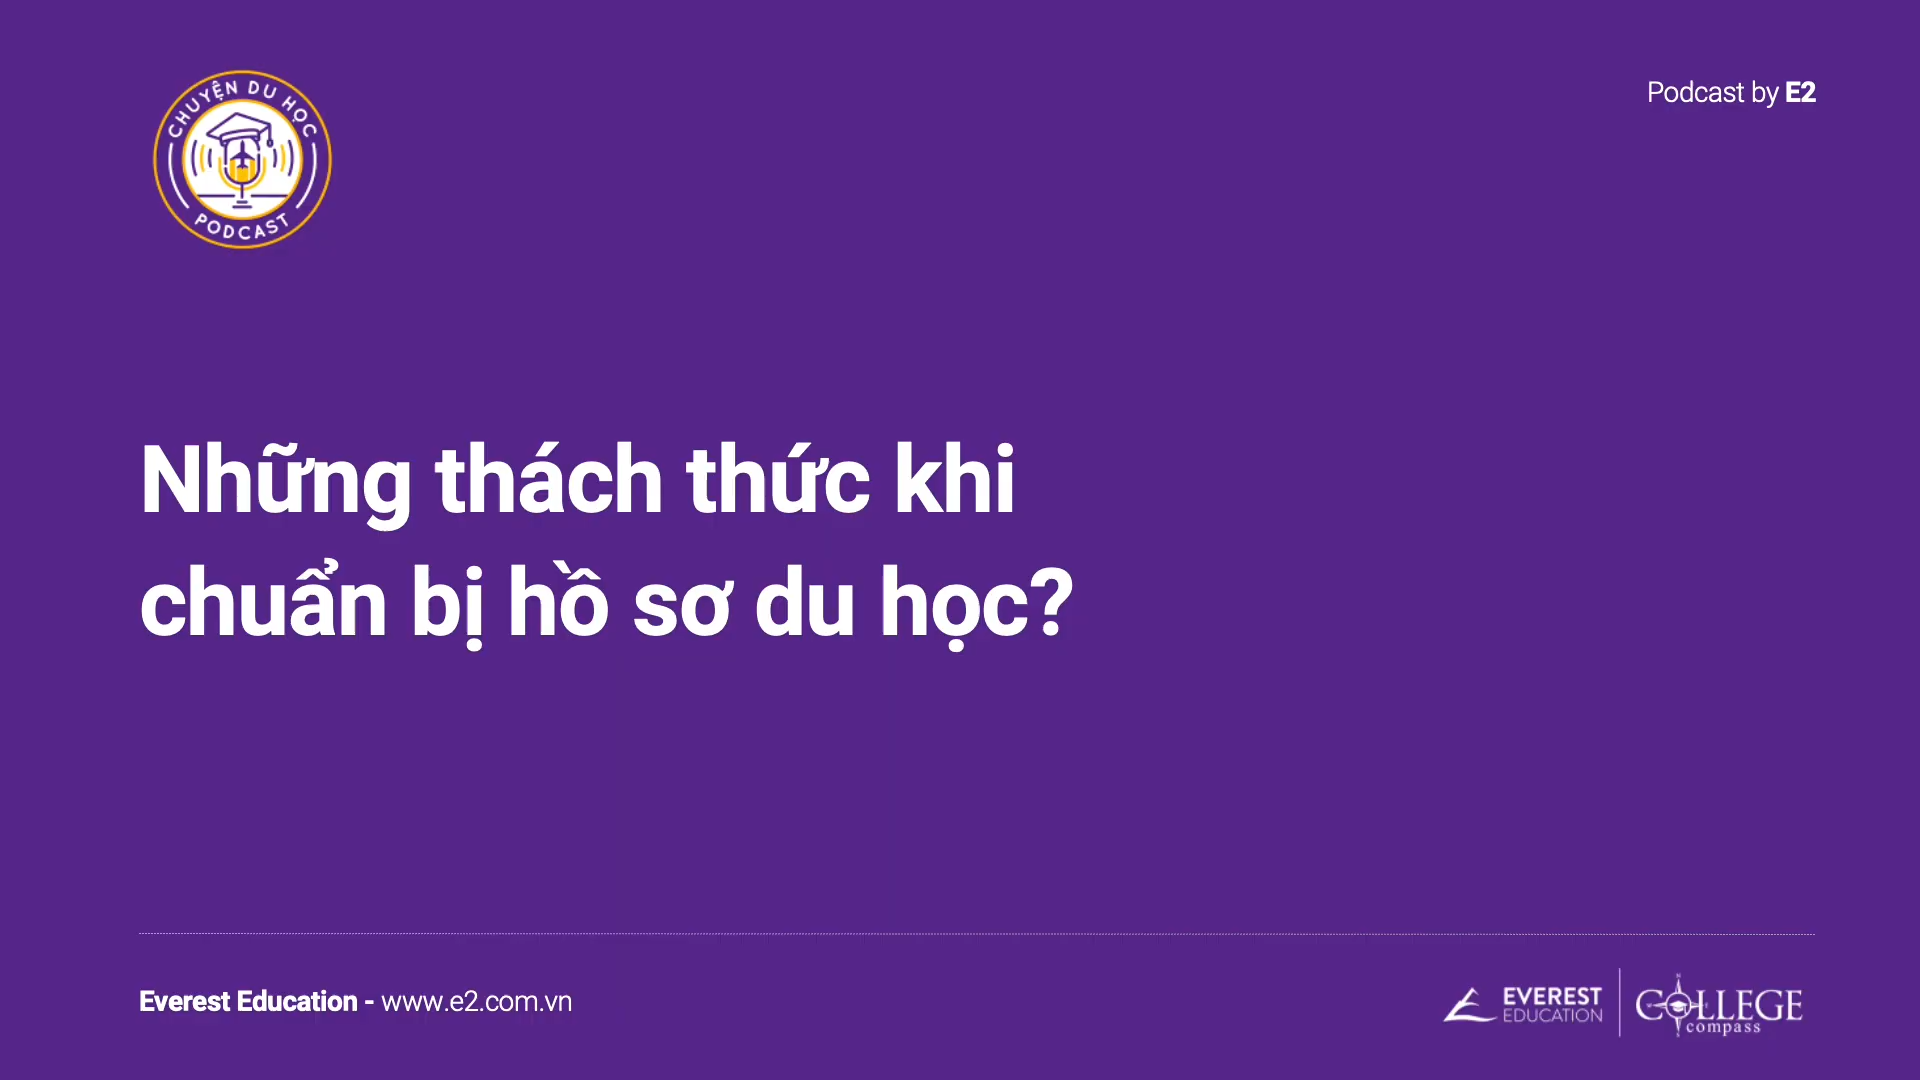 CHUYỆN DU HỌC
PODCAST
Podcast by E2
Những thách thức khi
chuẩn bị hồ sơ du học?
Everest Education - www.e2.com.vn
EVEREST
EDUCATION
COLLEGE
compass